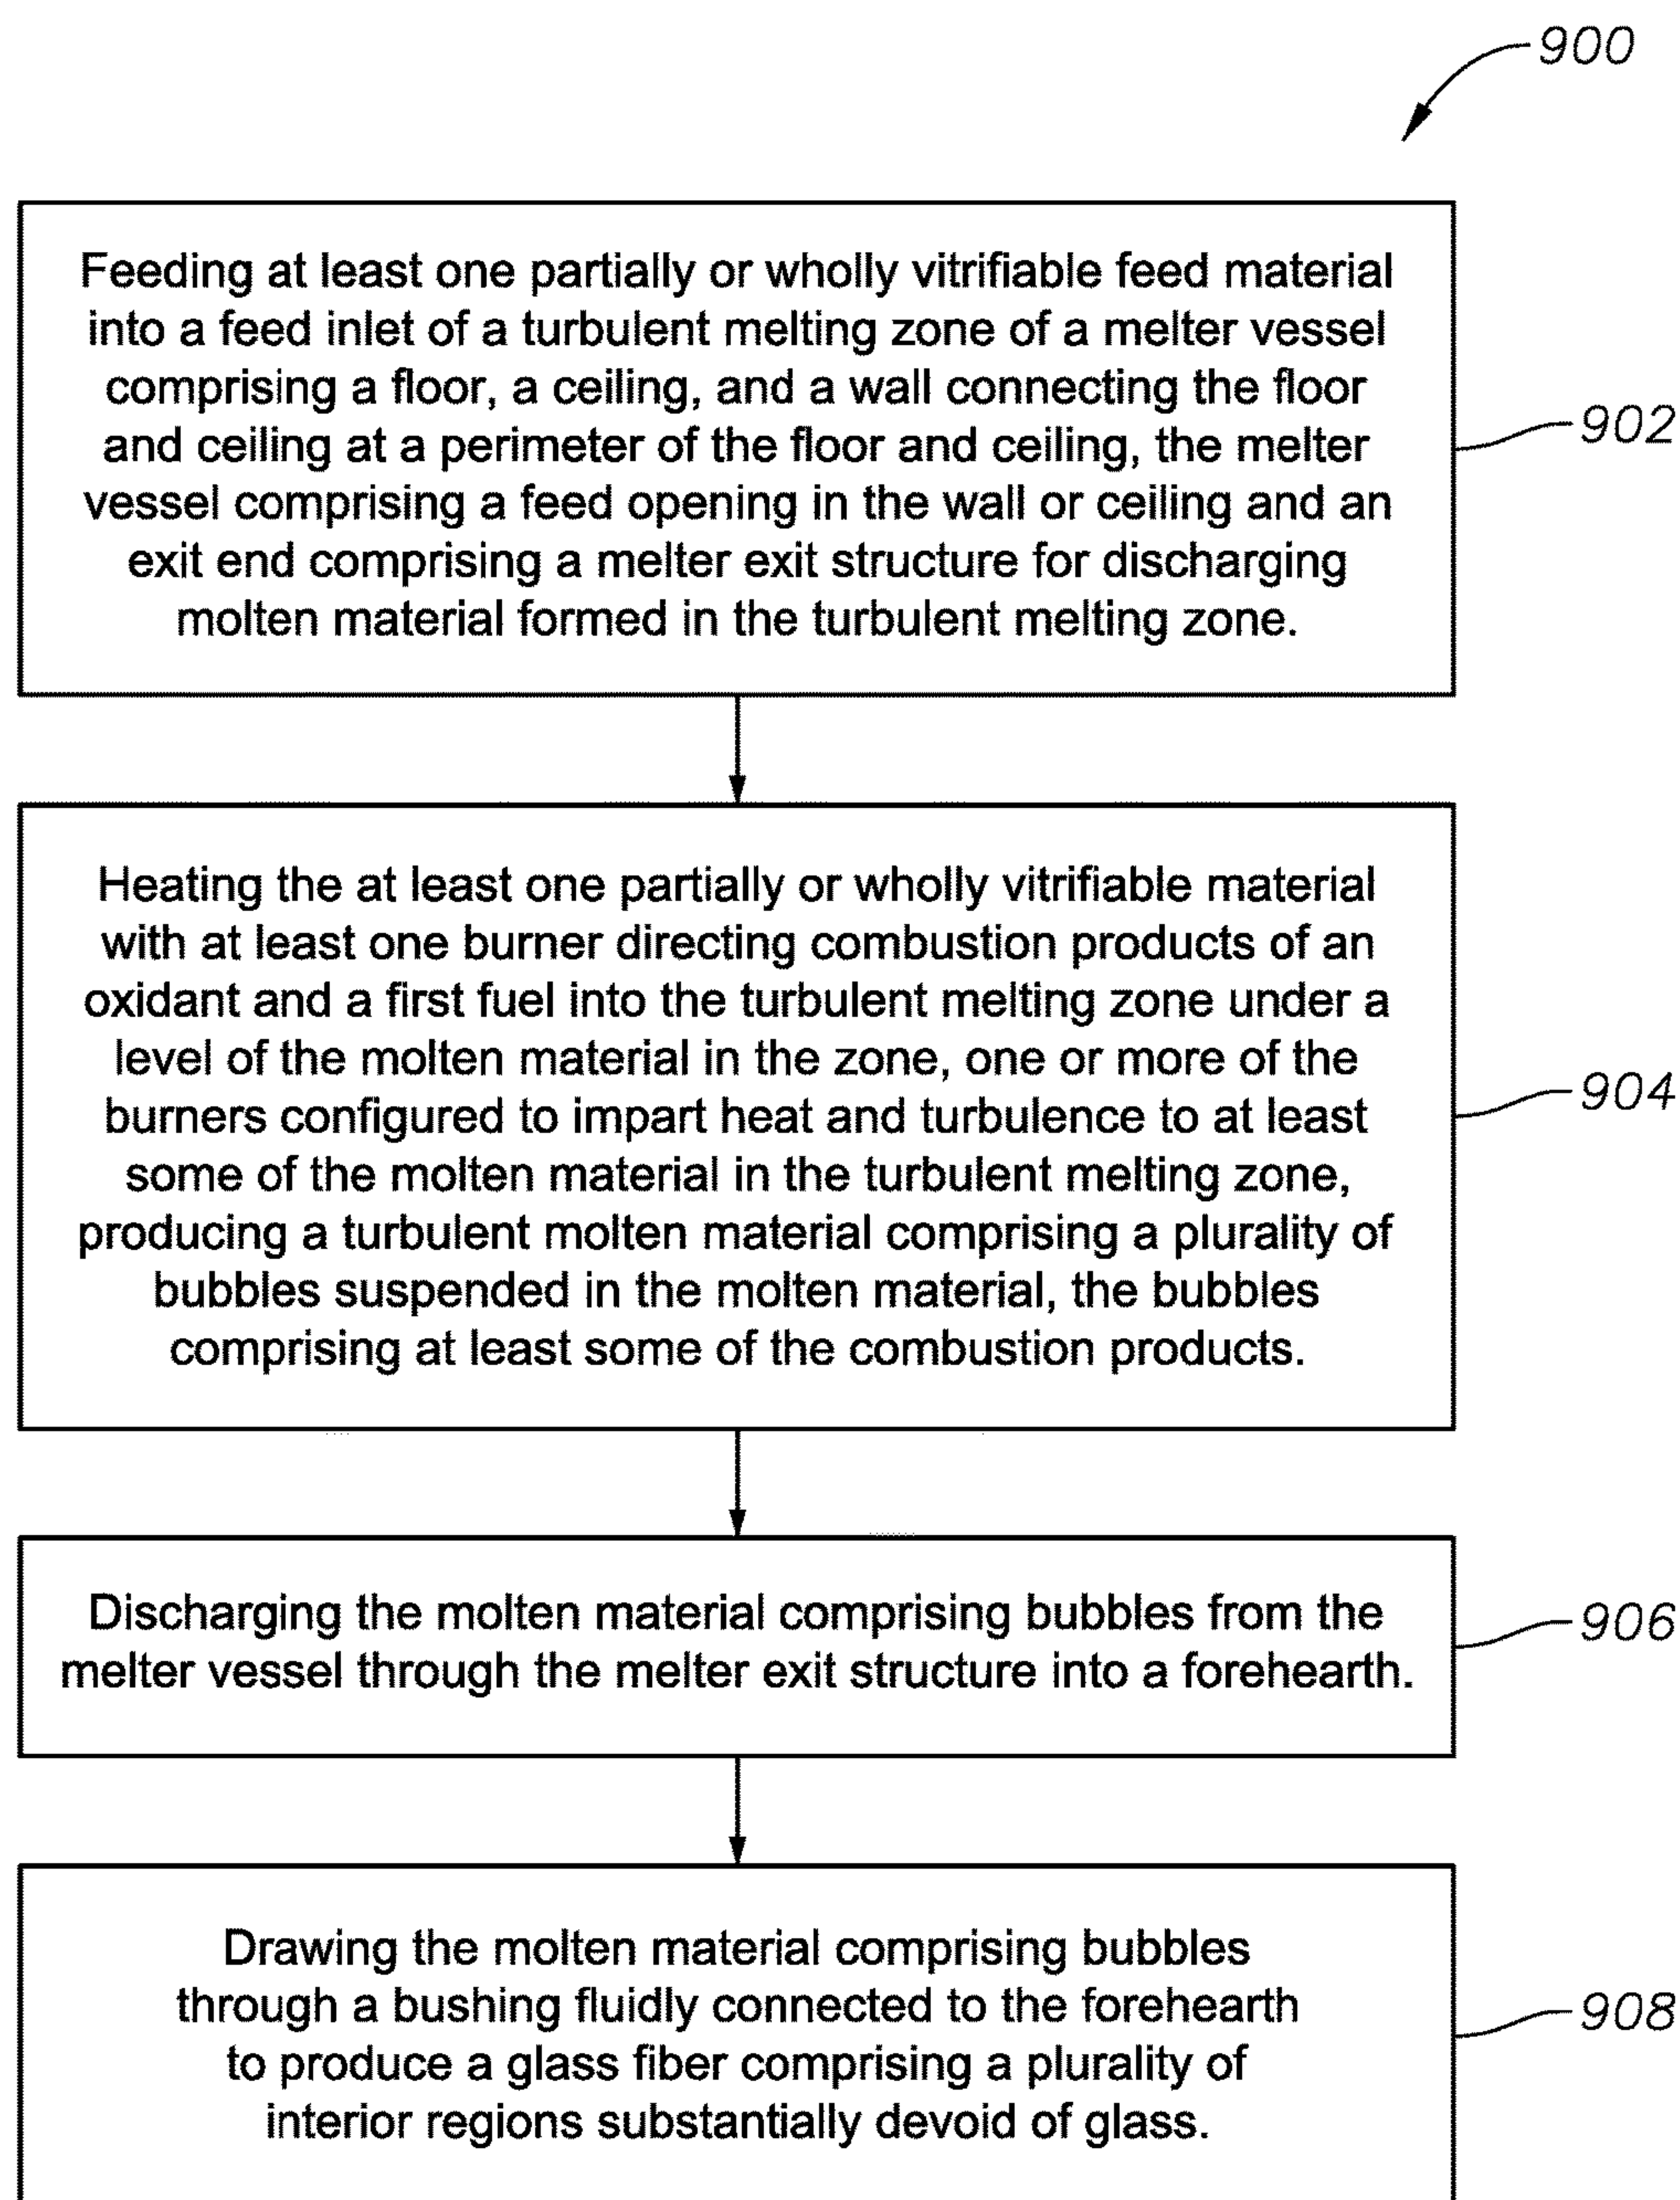 900
Feeding at least one partially or wholly vitrifiable feed material
into a feed inlet of a turbulent melting zone of a melter vessel
comprising a floor, a ceiling, and a wall connecting the floor
and ceiling at a perimeter of the floor and ceiling, the melter
vessel comprising a feed opening in the wall or ceiling and an
exit end comprising a melter exit structure for discharging
molten material formed in the turbulent melting zone.
902
Heating the at least one partially or wholly vitrifiable material
with at least one burner directing combustion products of an
oxidant and a first fuel into the turbulent melting zone under a
level of the molten material in the zone, one or more of the
burners configured to impart heat and turbulence to at least
some of the molten material in the turbulent melting zone,
producing a turbulent molten material comprising a plurality of
bubbles suspended in the molten material, the bubbles
comprising at least some of the combustion products.
904
Discharging the molten material comprising bubbles from the
melter vessel through the melter exit structure into a forehearth.
906
Drawing the molten material comprising bubbles
through a bushing fluidly connected to the forehearth
to produce a glass fiber comprising a plurality of
interior regions substantially devoid of glass.
908